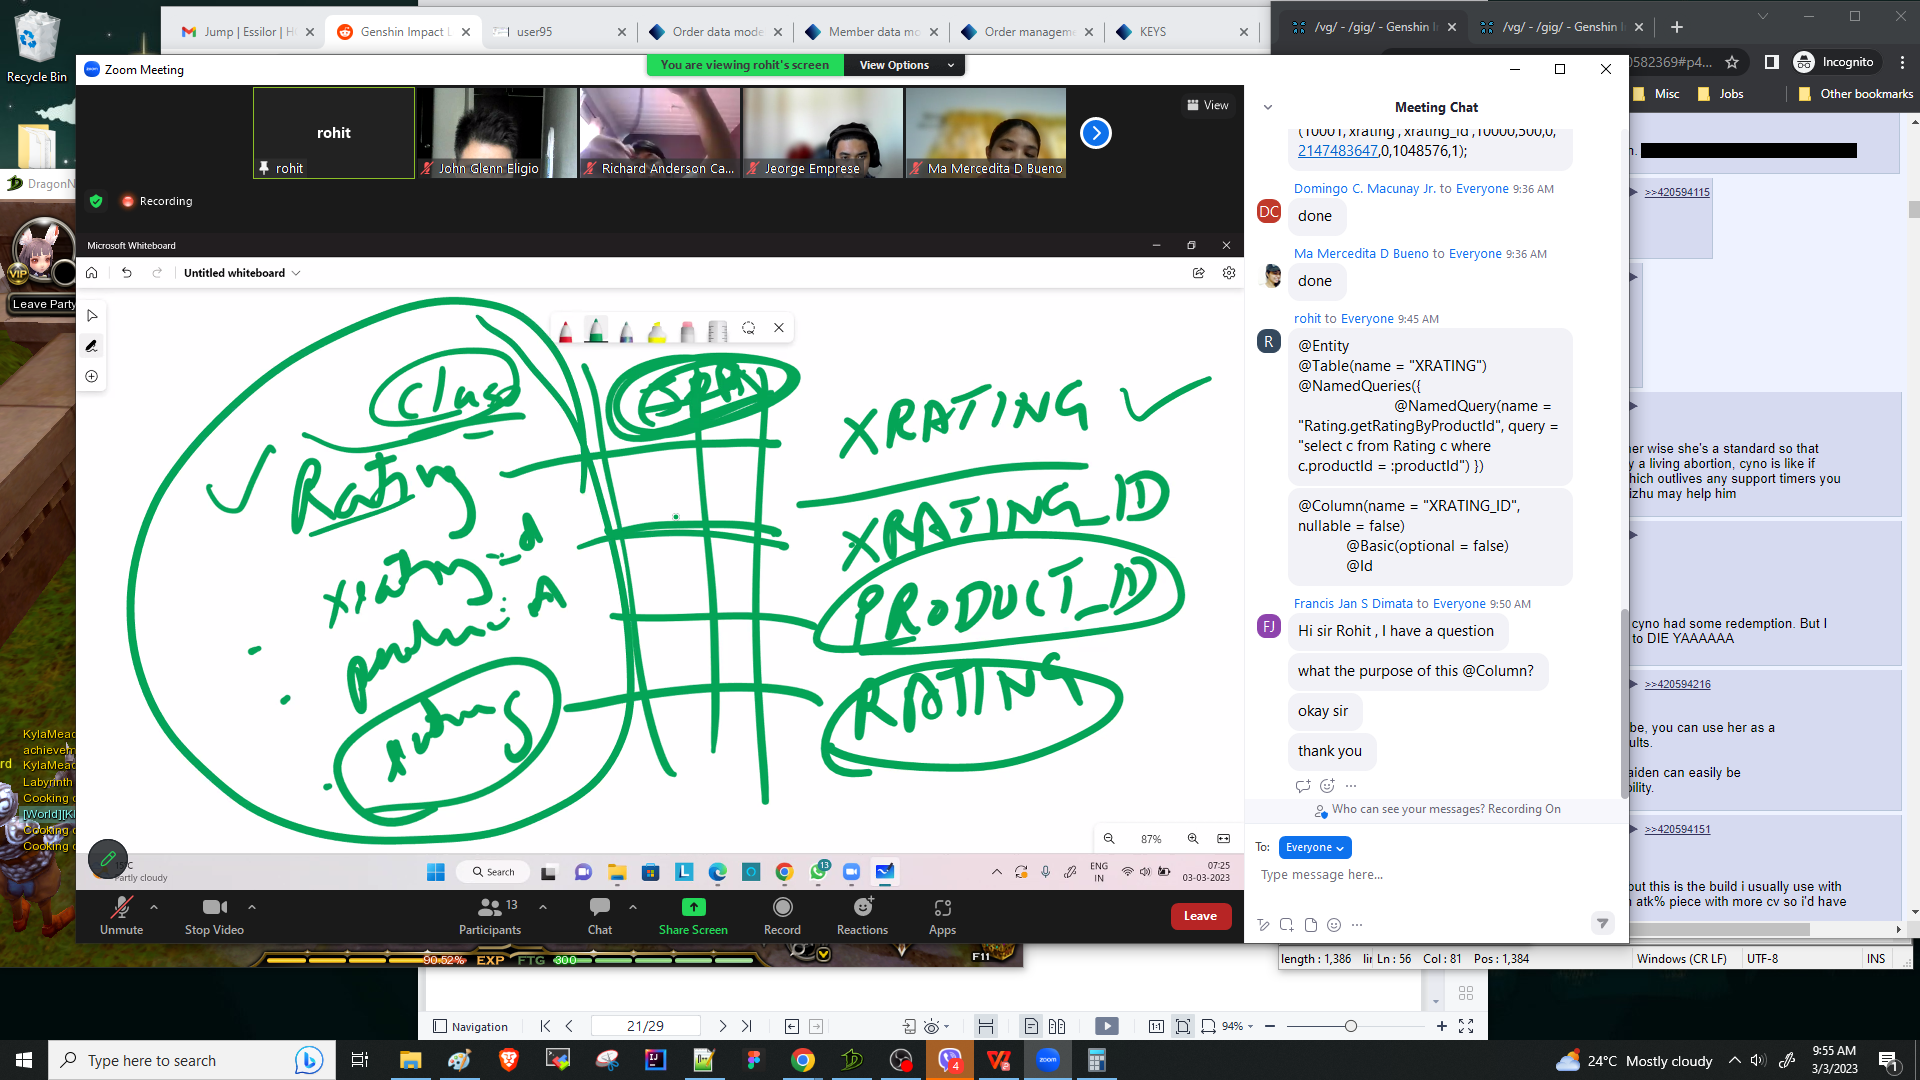 Recycle Bin
Jump | Essilor | H
Genshin Impact L
user95
Order data mode
Member data mo
Order manageme
KEYS
/vg/ - /gig/ - Genshin I
/vg/ - /gig/ - Genshin I
0582369#p4...
Incognito
Misc
Jobs
Other bookmarks
Zoom Meeting
You are viewing rohit's screen
View Options
rohit
rohit
John Glenn Eligio
Richard Anderson Ca...
Jeorge Emprese
Ma Mercedita D Bueno
View
Recording
Microsoft Whiteboard
Untitled whiteboard
class
XRATING
Rating
XRATING_ID
xrating_id
PRODUCT_ID
rating
RATING
87%
15°C
Partly cloudy
Search
13
ENG
IN
07:25
03-03-2023
Unmute
Stop Video
13
Participants
Chat
Share Screen
Record
Reactions
Apps
Leave
Meeting Chat
(10001,'xrating','xrating_id',10000,500,0,
2147483647,0,1048576,1);
Domingo C. Macunay Jr. to Everyone 9:36 AM
DC
done
Ma Mercedita D Bueno to Everyone 9:36 AM
done
rohit to Everyone 9:45 AM
R
@Entity
@Table(name = "XRATING")
@NamedQueries({
@NamedQuery(name =
"Rating.getRatingByProductId", query =
"select c from Rating c where
c.productId = :productId") })
@Column(name = "XRATING_ID",
nullable = false)
@Basic(optional = false)
@Id
Francis Jan S Dimata to Everyone 9:50 AM
FJ
Hi sir Rohit , I have a question
what the purpose of this @Column?
okay sir
thank you
Who can see your messages? Recording On
To: Everyone
Type message here...
>>420594115
her wise she's a standard so that
y a living abortion, cyno is like if
hich outlives any support timers you
izhu may help him
cyno had some redemption. But I
to DIE YAAAAAA
>>420594216
be, you can use her as a
ults.
aiden can easily be
bility.
>>420594151
but this is the build i usually use with
n atk% piece with more cv so i'd have
DragonN
VIP
Leave Party
KylaMead
achievem
KylaMead
Labyrinth
Cooking
[World][Kl
Cooking
Cooking
90.52% EXP FTG 300
F11
length : 1,386
Ln : 56 Col : 81 Pos : 1,384
Windows (CR LF)
UTF-8
INS
Navigation
21/29
94%
Type here to search
4
24°C Mostly cloudy
9:55 AM
3/3/2023
1